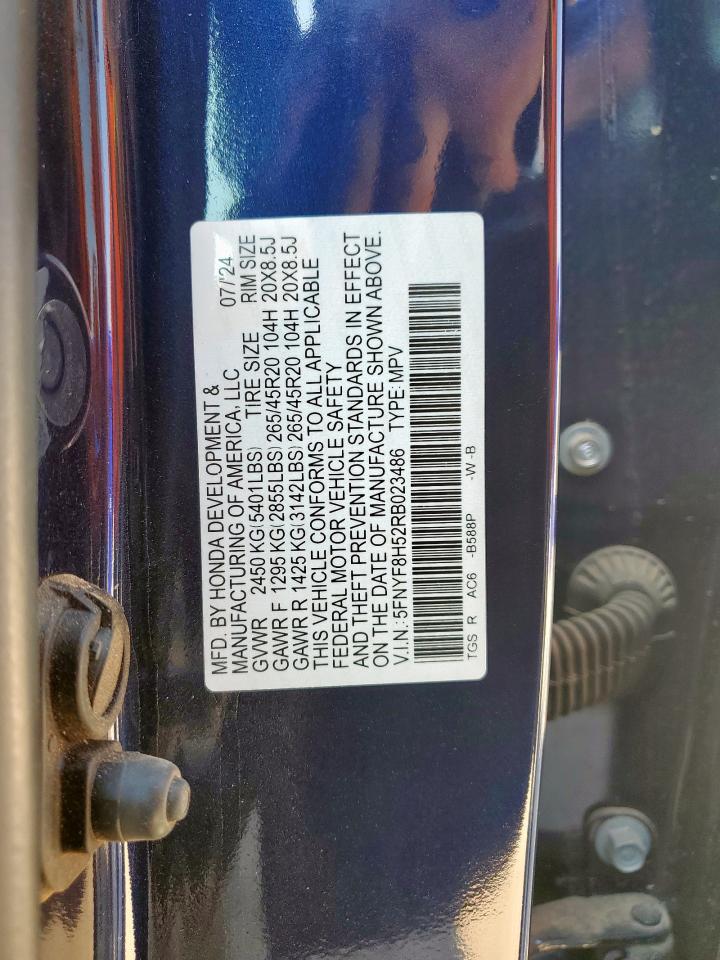 MFD. BY HONDA DEVELOPMENT &
MANUFACTURING OF AMERICA, LLC 07/'24
GVWR 2450 KG(5401LBS) TIRE SIZE RIM SIZE
GAWR F 1295 KG(2855LBS) 265/45R20 104H 20X8.5J
GAWR R 1425 KG(3142LBS) 265/45R20 104H 20X8.5J
THIS VEHICLE CONFORMS TO ALL APPLICABLE
FEDERAL MOTOR VEHICLE SAFETY
AND THEFT PREVENTION STANDARDS IN EFFECT
ON THE DATE OF MANUFACTURE SHOWN ABOVE.
V.I.N.: 5FNYF8H52RB023486 TYPE: MPV
TGS R AC6 -B588P -W -B